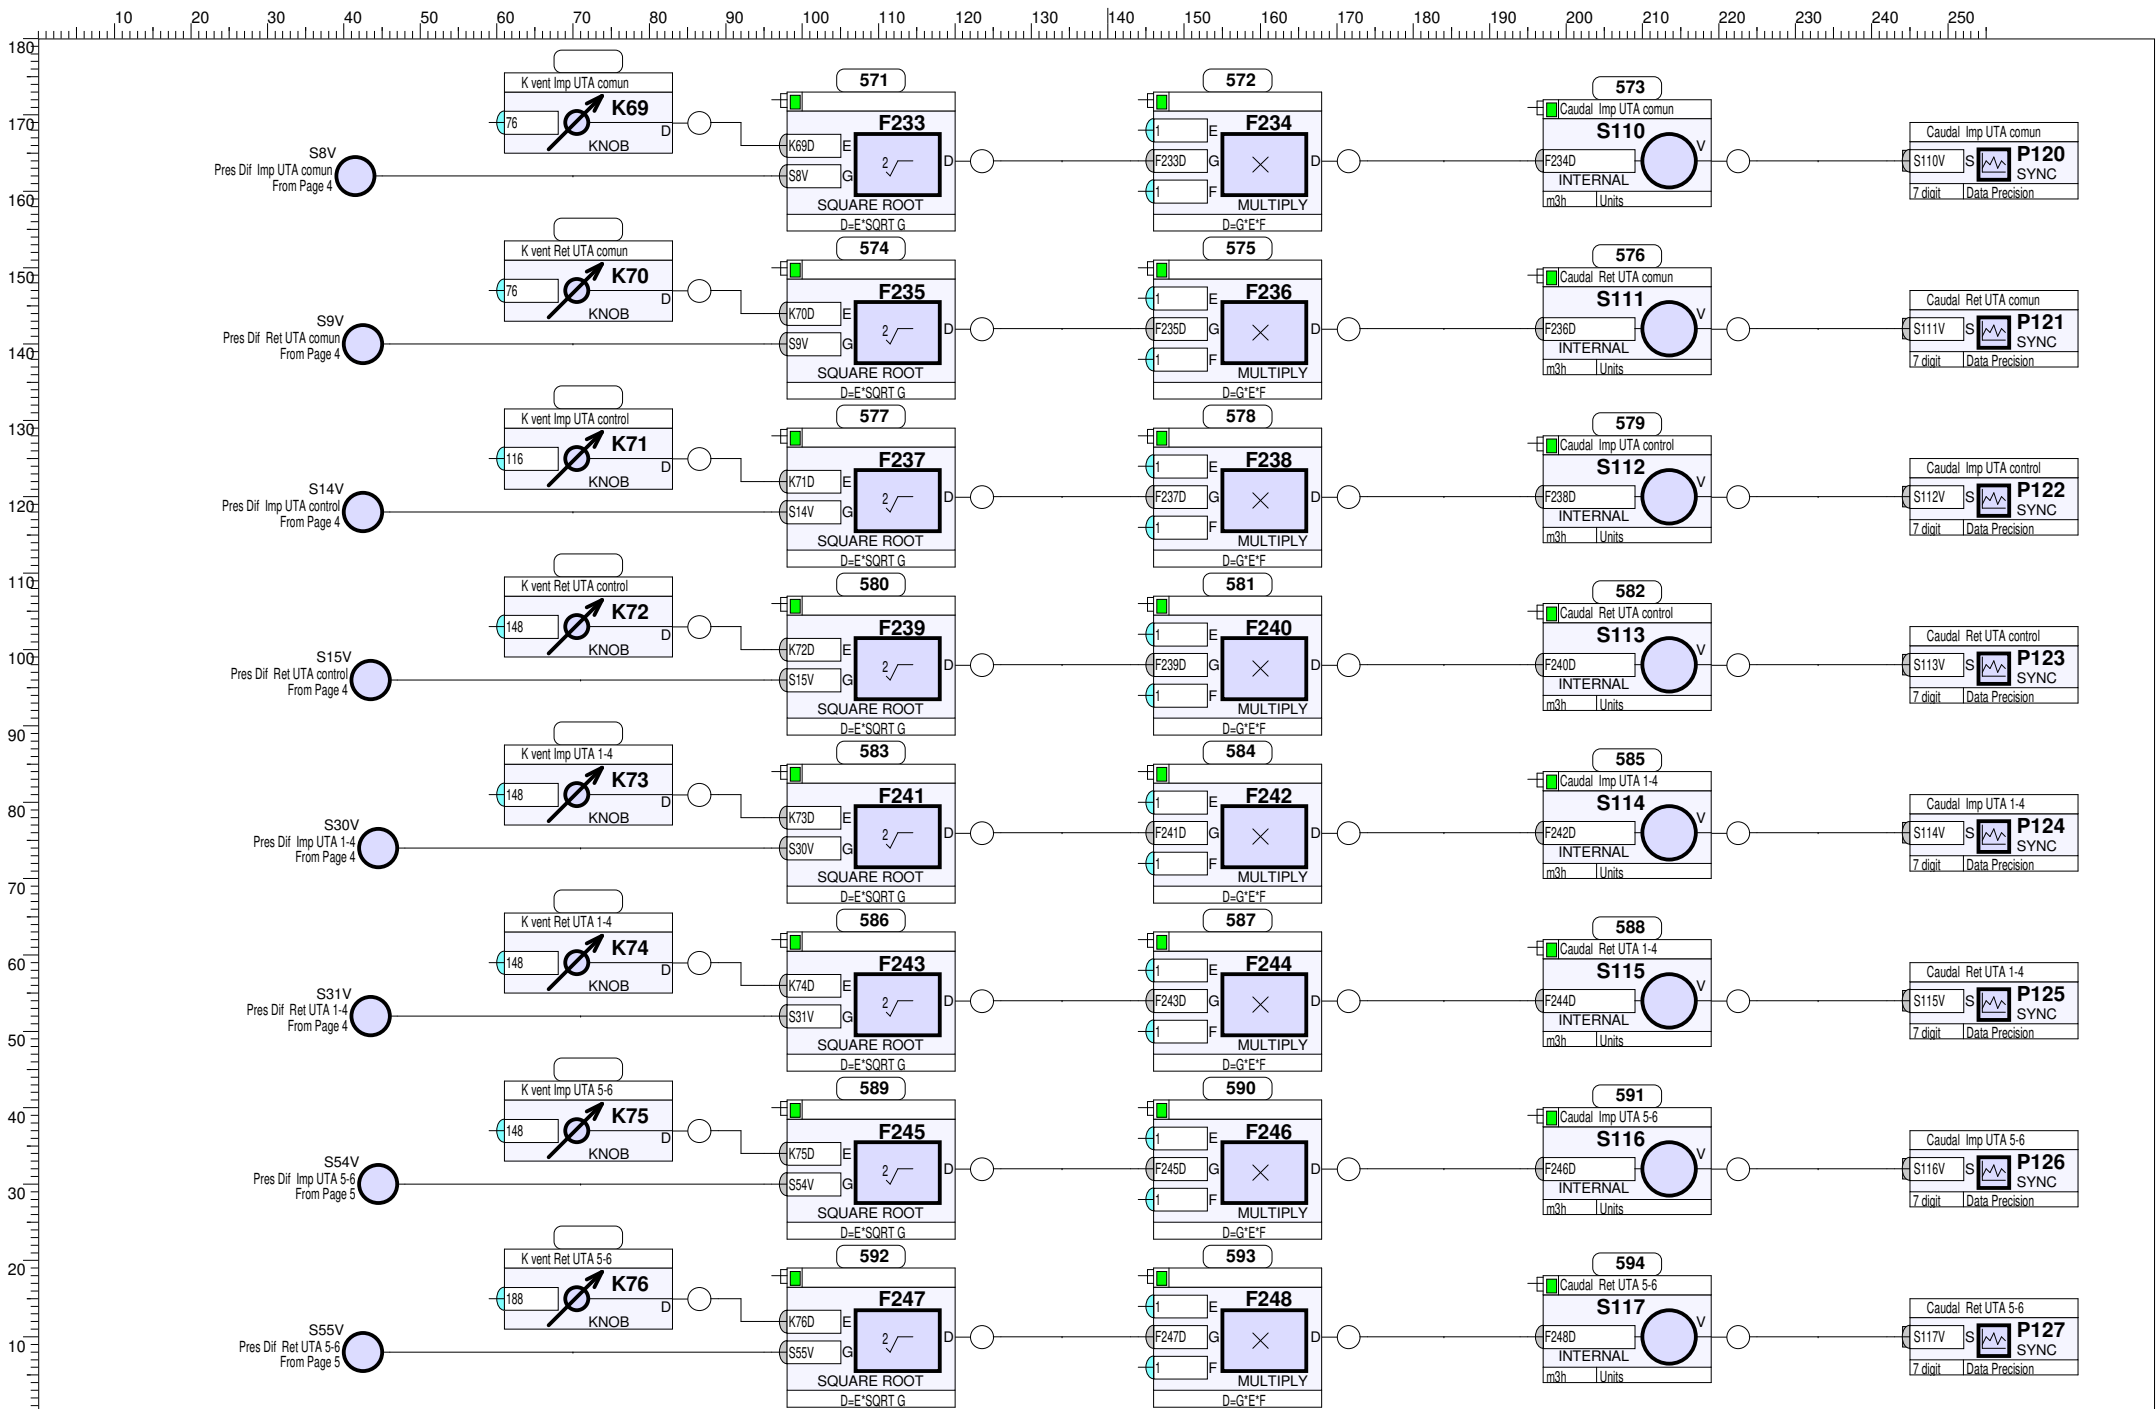 10 20 30 40 50 60 70 80 90 100 110 120 130 140 150 160 170 180 190 200 210 220 230 240 250
180
170
160
150
140
130
120
110
100
90
80
70
60
50
40
30
20
10
K vent Imp UTA comun
76
K69
D
KNOB
S8V
Pres Dif Imp UTA comun
From Page 4
571
F233
K69D E
S8V G
2√
D
SQUARE ROOT
D=E*SQRT G
572
F234
1 E
F233D G
1 F
D
MULTIPLY
D=G*E*F
573
Caudal Imp UTA comun
S110
V
F234D
INTERNAL
m3h Units
Caudal Imp UTA comun
S110V S P120
SYNC
7 digit Data Precision
K vent Ret UTA comun
76
K70
D
KNOB
S9V
Pres Dif Ret UTA comun
From Page 4
574
F235
K70D E
S9V G
2√
D
SQUARE ROOT
D=E*SQRT G
575
F236
1 E
F235D G
1 F
D
MULTIPLY
D=G*E*F
576
Caudal Ret UTA comun
S111
V
F236D
INTERNAL
m3h Units
Caudal Ret UTA comun
S111V S P121
SYNC
7 digit Data Precision
K vent Imp UTA control
116
K71
D
KNOB
S14V
Pres Dif Imp UTA control
From Page 4
577
F237
K71D E
S14V G
2√
D
SQUARE ROOT
D=E*SQRT G
578
F238
1 E
F237D G
1 F
D
MULTIPLY
D=G*E*F
579
Caudal Imp UTA control
S112
V
F238D
INTERNAL
m3h Units
Caudal Imp UTA control
S112V S P122
SYNC
7 digit Data Precision
K vent Ret UTA control
148
K72
D
KNOB
S15V
Pres Dif Ret UTA control
From Page 4
580
F239
K72D E
S15V G
2√
D
SQUARE ROOT
D=E*SQRT G
581
F240
1 E
F239D G
1 F
D
MULTIPLY
D=G*E*F
582
Caudal Ret UTA control
S113
V
F240D
INTERNAL
m3h Units
Caudal Ret UTA control
S113V S P123
SYNC
7 digit Data Precision
K vent Imp UTA 1-4
148
K73
D
KNOB
S30V
Pres Dif Imp UTA 1-4
From Page 4
583
F241
K73D E
S30V G
2√
D
SQUARE ROOT
D=E*SQRT G
584
F242
1 E
F241D G
1 F
D
MULTIPLY
D=G*E*F
585
Caudal Imp UTA 1-4
S114
V
F242D
INTERNAL
m3h Units
Caudal Imp UTA 1-4
S114V S P124
SYNC
7 digit Data Precision
K vent Ret UTA 1-4
148
K74
D
KNOB
S31V
Pres Dif Ret UTA 1-4
From Page 4
586
F243
K74D E
S31V G
2√
D
SQUARE ROOT
D=E*SQRT G
587
F244
1 E
F243D G
1 F
D
MULTIPLY
D=G*E*F
588
Caudal Ret UTA 1-4
S115
V
F244D
INTERNAL
m3h Units
Caudal Ret UTA 1-4
S115V S P125
SYNC
7 digit Data Precision
K vent Imp UTA 5-6
148
K75
D
KNOB
S54V
Pres Dif Imp UTA 5-6
From Page 5
589
F245
K75D E
S54V G
2√
D
SQUARE ROOT
D=E*SQRT G
590
F246
1 E
F245D G
1 F
D
MULTIPLY
D=G*E*F
591
Caudal Imp UTA 5-6
S116
V
F246D
INTERNAL
m3h Units
Caudal Imp UTA 5-6
S116V S P126
SYNC
7 digit Data Precision
K vent Ret UTA 5-6
188
K76
D
KNOB
S55V
Pres Dif Ret UTA 5-6
From Page 5
592
F247
K76D E
S55V G
2√
D
SQUARE ROOT
D=E*SQRT G
593
F248
1 E
F247D G
1 F
D
MULTIPLY
D=G*E*F
594
Caudal Ret UTA 5-6
S117
V
F248D
INTERNAL
m3h Units
Caudal Ret UTA 5-6
S117V S P127
SYNC
7 digit Data Precision